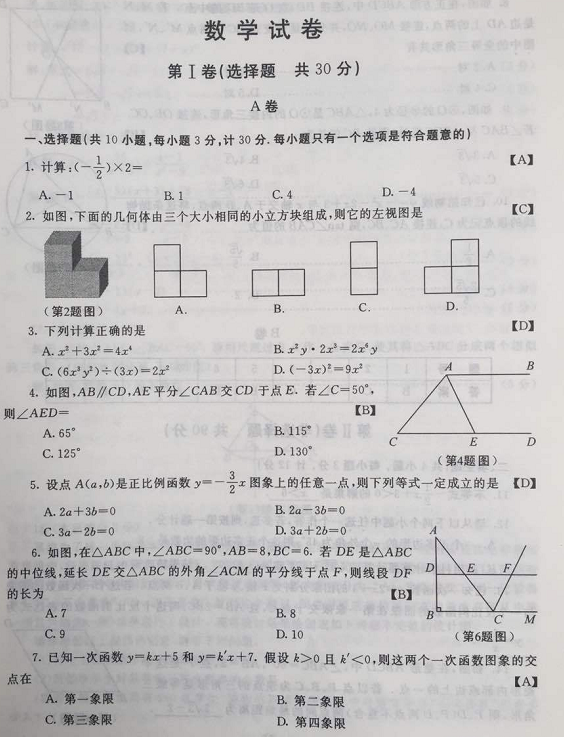 数学试卷
第Ⅰ卷(选择题 共30分)
A卷
一、选择题(共10小题,每小题3分,计30分.每小题只有一个选项是符合题意的)
1. 计算:(-1/2)×2= 【A】
A. -1 B. 1 C. 4 D. -4
2. 如图,下面的几何体由三个大小相同的小立方块组成,则它的左视图是 【C】
(第2题图) A. B. C. D.
3. 下列计算正确的是 【D】
A. x²+3x²=4x⁴ B. x²y·2x³=2x⁶y
C. (6x³y²)÷(3x)=2x² D. (-3x)²=9x²
4. 如图,AB∥CD,AE平分∠CAB交CD于点E. 若∠C=50°,
则∠AED= 【B】
A. 65° B. 115°
C. 125° D. 130°
A B
C E D
(第4题图)
5. 设点A(a,b)是正比例函数y=-3/2x图象上的任意一点,则下列等式一定成立的是 【D】
A. 2a+3b=0 B. 2a-3b=0
C. 3a-2b=0 D. 3a+2b=0
6. 如图,在△ABC中,∠ABC=90°,AB=8,BC=6. 若DE是△ABC
的中位线,延长DE交△ABC的外角∠ACM的平分线于点F,则线段DF
的长为 【B】
A. 7 B. 8
C. 9 D. 10
A
D E F
B C M
(第6题图)
7. 已知一次函数y=kx+5和y=k′x+7. 假设k>0且k′<0,则这两个一次函数图象的交
点在 【A】
A. 第一象限 B. 第二象限
C. 第三象限 D. 第四象限